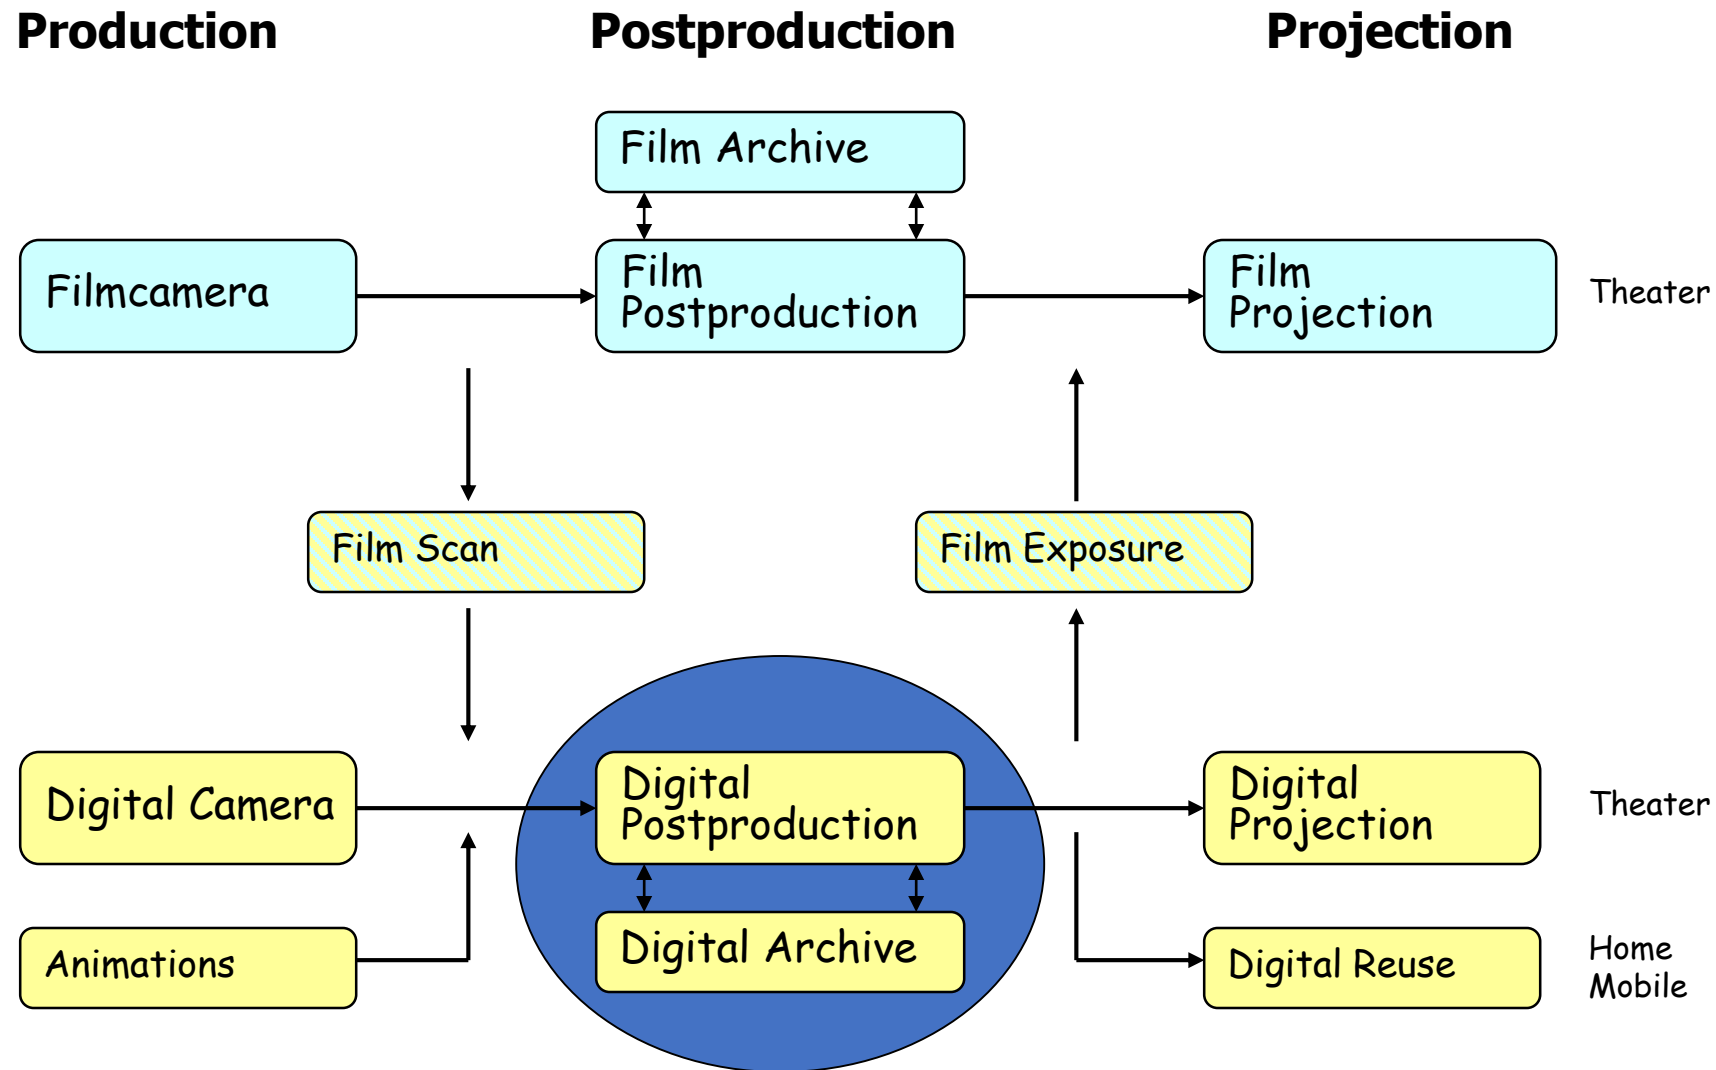 Production
Postproduction
Projection
Film Archive
Filmcamera
Film
Postproduction
Film
Projection
Theater
Film Scan
Film Exposure
Digital Camera
Digital
Postproduction
Digital
Projection
Theater
Animations
Digital Archive
Digital Reuse
Home
Mobile